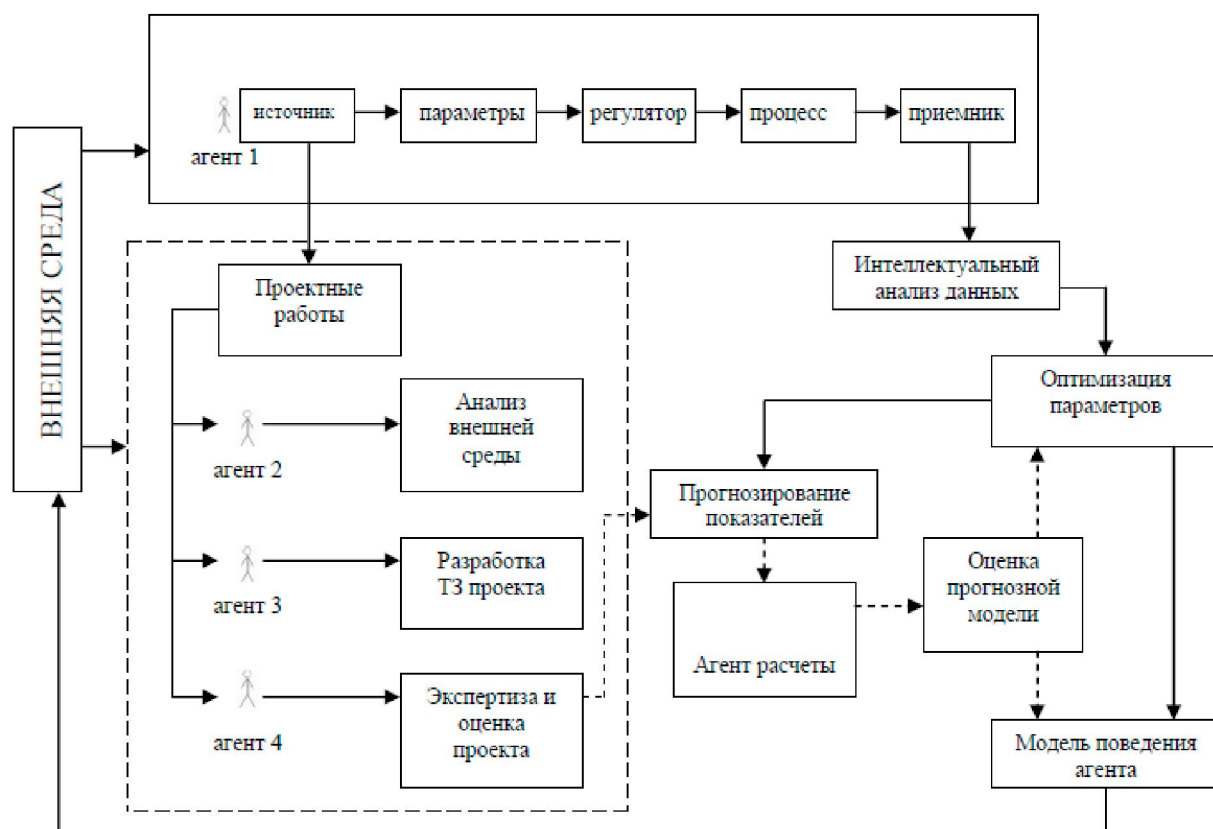 источник
параметры
регулятор
процесс
приемник
агент 1
ВНЕШНЯЯ СРЕДА
Проектные
работы
Интеллектуальный
анализ данных
Оптимизация
параметров
Анализ
внешней
среды
агент 2
Прогнозирование
показателей
Разработка
ТЗ проекта
агент 3
Оценка
прогнозной
модели
Агент расчеты
Экспертиза и
оценка
проекта
агент 4
Модель поведения
агента